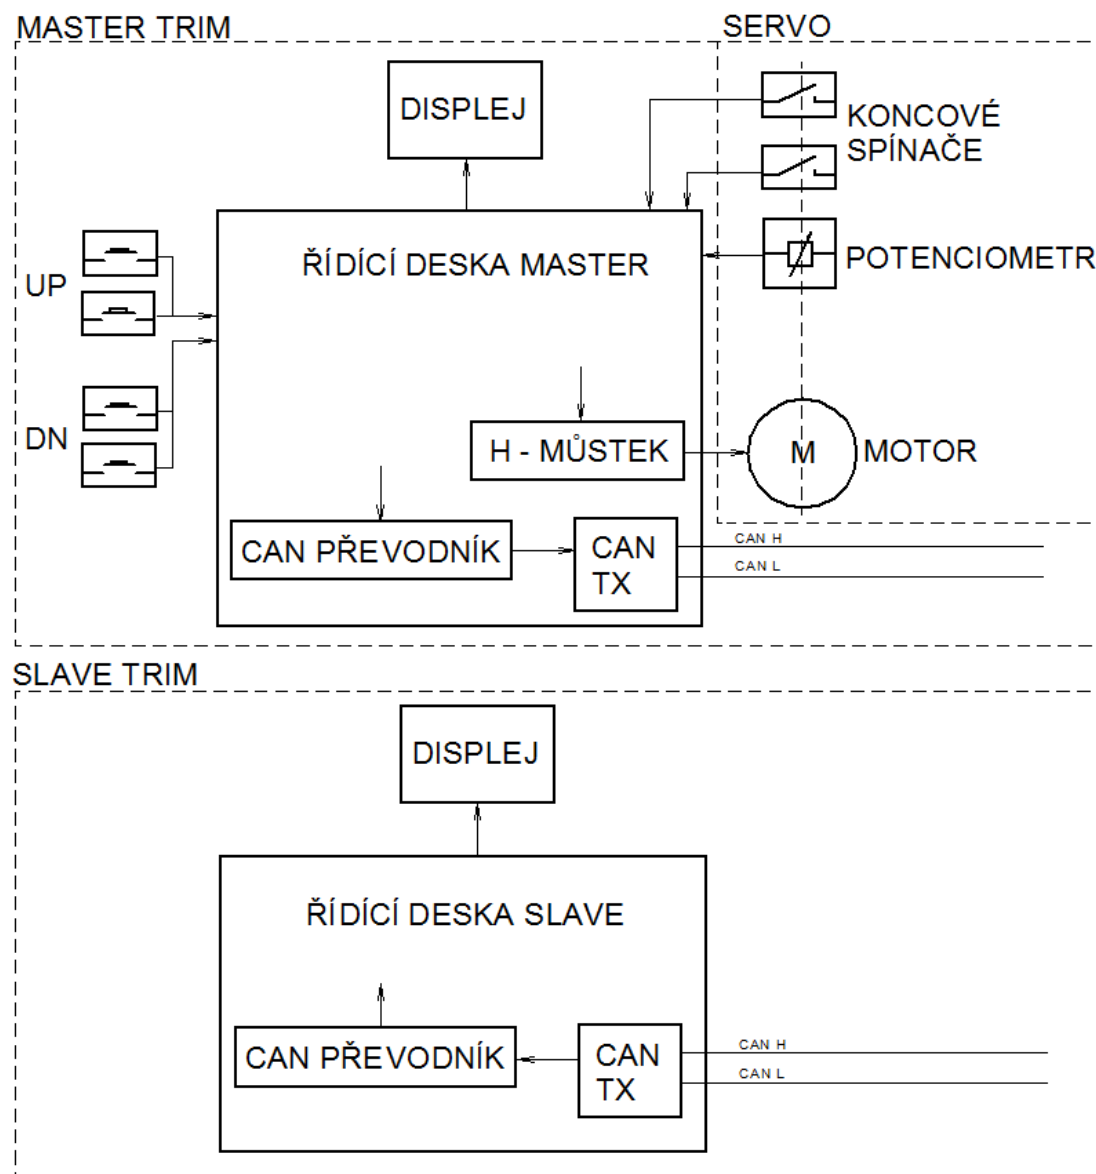 MASTER TRIM
SERVO
DISPLEJ
KONCOVÉ
SPÍNAČE
ŘÍDÍCÍ DESKA MASTER
POTENCIOMETR
UP
DN
H - MŮSTEK
M
MOTOR
CAN PŘEVODNÍK
CAN
TX
CAN H
CAN L
SLAVE TRIM
DISPLEJ
ŘÍDÍCÍ DESKA SLAVE
CAN PŘEVODNÍK
CAN
TX
CAN H
CAN L